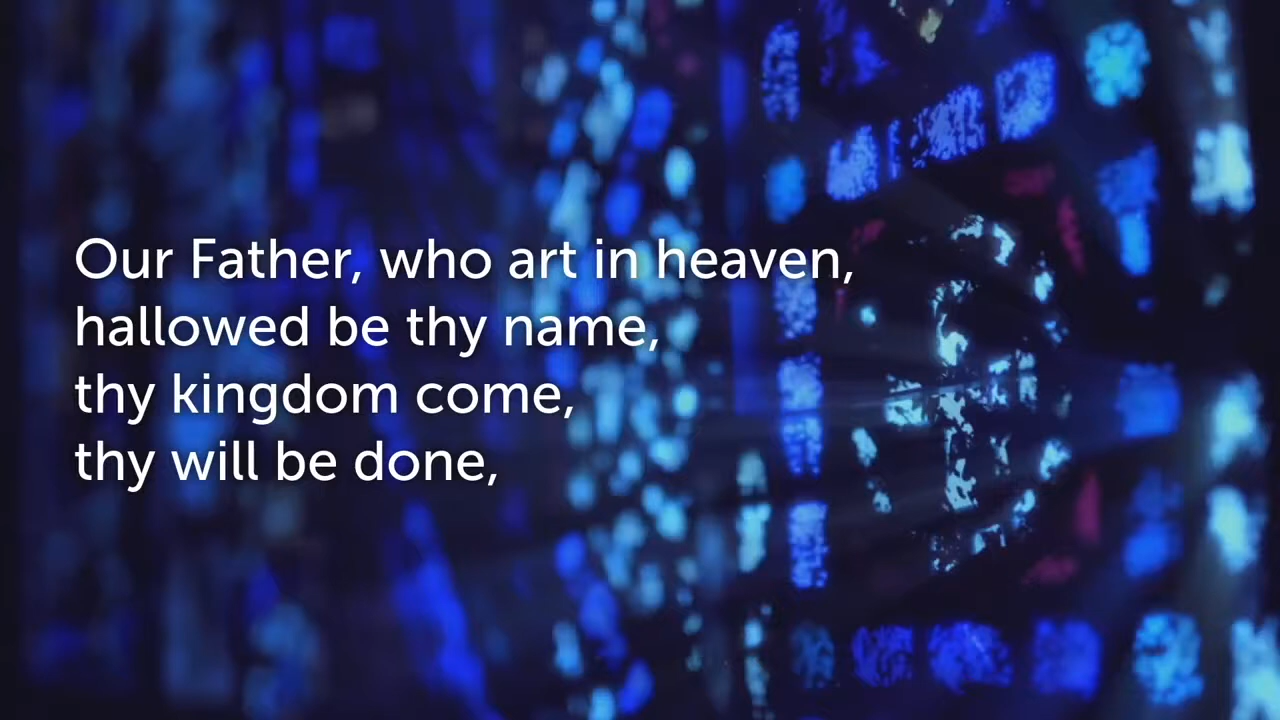 Our Father, who art in heaven,
hallowed be thy name,
thy kingdom come,
thy will be done,